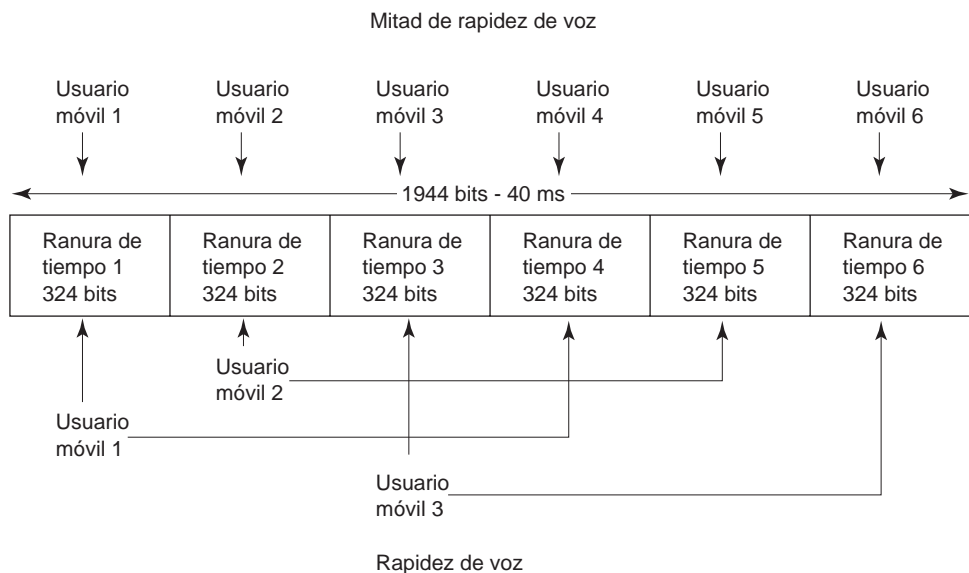 Mitad de rapidez de voz
Usuario
móvil 1
Usuario
móvil 2
Usuario
móvil 3
Usuario
móvil 4
Usuario
móvil 5
Usuario
móvil 6
1944 bits - 40 ms
Ranura de
tiempo 1
324 bits
Ranura de
tiempo 2
324 bits
Ranura de
tiempo 3
324 bits
Ranura de
tiempo 4
324 bits
Ranura de
tiempo 5
324 bits
Ranura de
tiempo 6
324 bits
Usuario
móvil 2
Usuario
móvil 1
Usuario
móvil 3
Rapidez de voz